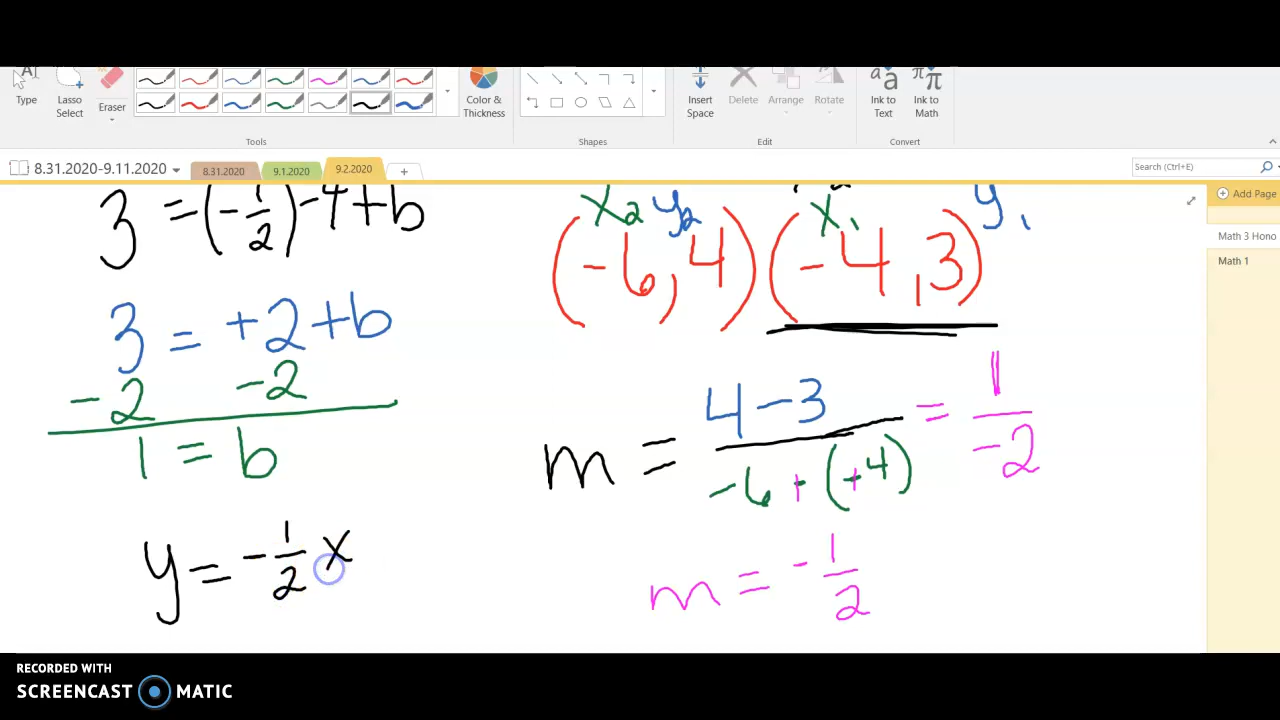 Type
Lasso Select
Eraser
Color & Thickness
Insert Space
Delete
Arrange
Rotate
Ink to Text
Ink to Math
Tools
Shapes
Edit
Convert
8.31.2020-9.11.2020
8.31.2020
9.1.2020
9.2.2020
+
Search (Ctrl+E)
Add Page
Math 3 Hono
Math 1
3 = (-1/2) -4 + b
3 = +2 + b
-2 -2
1 = b
y = -1/2 x
x₂ y₂ x₁ y₁
(-6, 4) (-4, 3)
m = 4 - 3 / -6 + (+4) = 1/-2
m = -1/2
RECORDED WITH
SCREENCAST MATIC